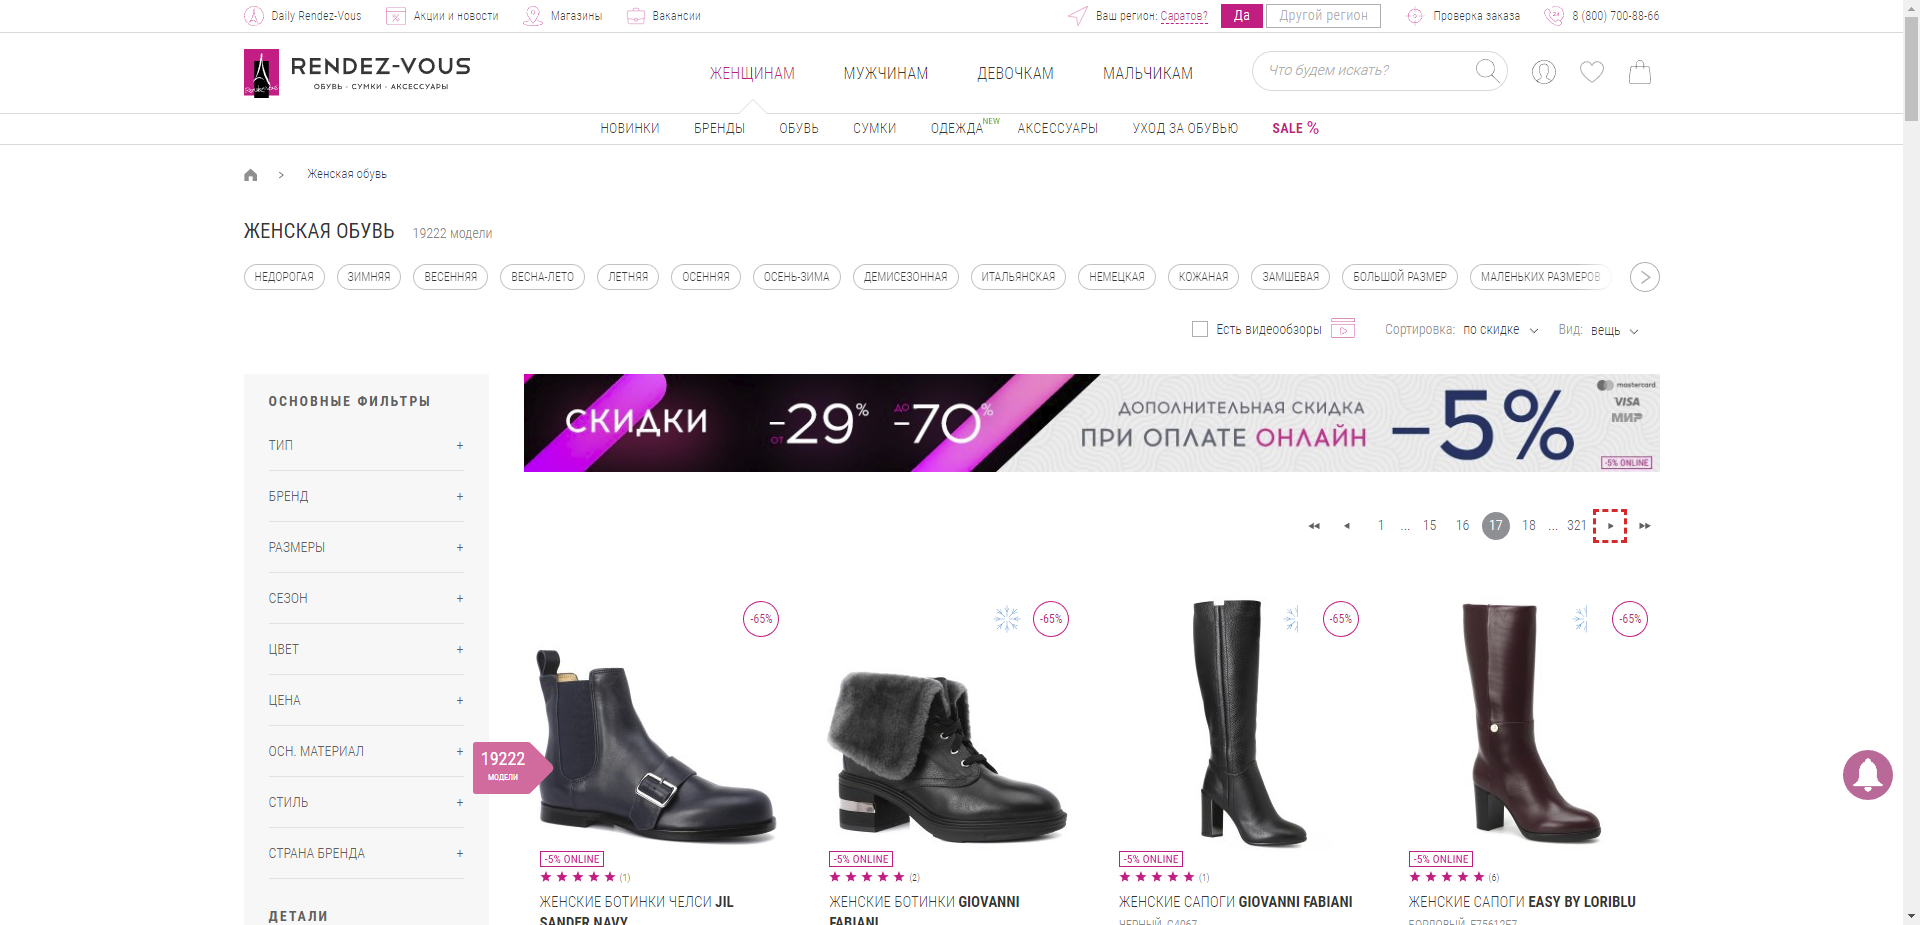 Daily Rendez-Vous Акции и новости Магазины Вакансии Ваш регион: Саратов? Да Другой регион Проверка заказа 8 (800) 700-88-66
RENDEZ-VOUS
ОБУВЬ · СУМКИ · АКСЕССУАРЫ
ЖЕНЩИНАМ МУЖЧИНАМ ДЕВОЧКАМ МАЛЬЧИКАМ Что будем искать?
НОВИНКИ БРЕНДЫ ОБУВЬ СУМКИ ОДЕЖДА NEW АКСЕССУАРЫ УХОД ЗА ОБУВЬЮ SALE %
> Женская обувь
ЖЕНСКАЯ ОБУВЬ 19222 модели
НЕДОРОГАЯ ЗИМНЯЯ ВЕСЕННЯЯ ВЕСНА-ЛЕТО ЛЕТНЯЯ ОСЕННЯЯ ОСЕНЬ-ЗИМА ДЕМИСЕЗОННАЯ ИТАЛЬЯНСКАЯ НЕМЕЦКАЯ КОЖАНАЯ ЗАМШЕВАЯ БОЛЬШОЙ РАЗМЕР МАЛЕНЬКИХ РАЗМЕРОВ
Есть видеообзоры Сортировка: по скидке Вид: вещь
ОСНОВНЫЕ ФИЛЬТРЫ
ТИП +
БРЕНД +
РАЗМЕРЫ +
СЕЗОН +
ЦВЕТ +
ЦЕНА +
ОСН. МАТЕРИАЛ +
СТИЛЬ +
СТРАНА БРЕНДА +
ДЕТАЛИ
19222
МОДЕЛИ
СКИДКИ ОТ -29% ДО -70%
ДОПОЛНИТЕЛЬНАЯ СКИДКА
ПРИ ОПЛАТЕ ОНЛАЙН -5%
mastercard
VISA
МИР
-5% ONLINE
1 ... 15 16 17 18 ... 321
-65% -65% -65% -65%
-5% ONLINE -5% ONLINE -5% ONLINE -5% ONLINE
(1) (2) (1) (6)
ЖЕНСКИЕ БОТИНКИ ЧЕЛСИ JIL
SANDER NAVY
ЖЕНСКИЕ БОТИНКИ GIOVANNI
FABIANI
ЖЕНСКИЕ САПОГИ GIOVANNI FABIANI
ЧЕРНЫЙ, G4067
ЖЕНСКИЕ САПОГИ EASY BY LORIBLU
БОРДОВЫЙ